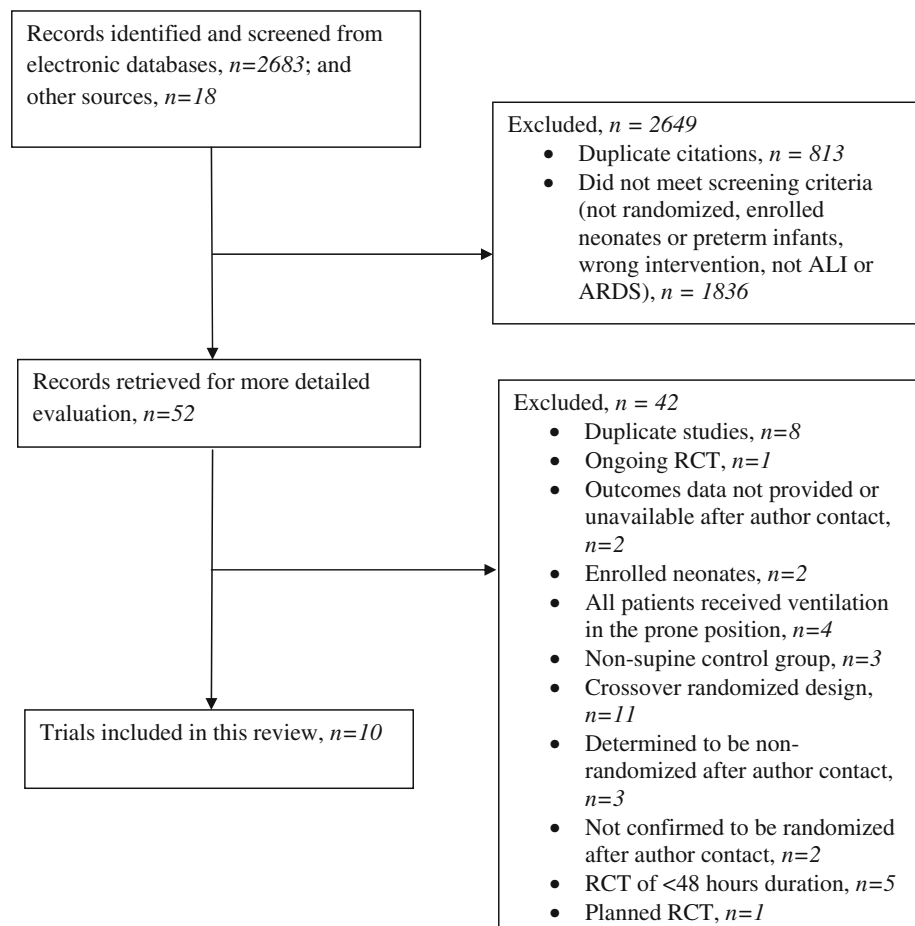 Records identified and screened from
electronic databases, n=2683; and
other sources, n=18
Excluded, n = 2649
• Duplicate citations, n = 813
• Did not meet screening criteria
(not randomized, enrolled
neonates or preterm infants,
wrong intervention, not ALI or
ARDS), n = 1836
Records retrieved for more detailed
evaluation, n=52
Excluded, n = 42
• Duplicate studies, n=8
• Ongoing RCT, n=1
• Outcomes data not provided or
unavailable after author contact,
n=2
• Enrolled neonates, n=2
• All patients received ventilation
in the prone position, n=4
• Non-supine control group, n=3
• Crossover randomized design,
n=11
• Determined to be non-
randomized after author contact,
n=3
• Not confirmed to be randomized
after author contact, n=2
• RCT of <48 hours duration, n=5
• Planned RCT, n=1
Trials included in this review, n=10